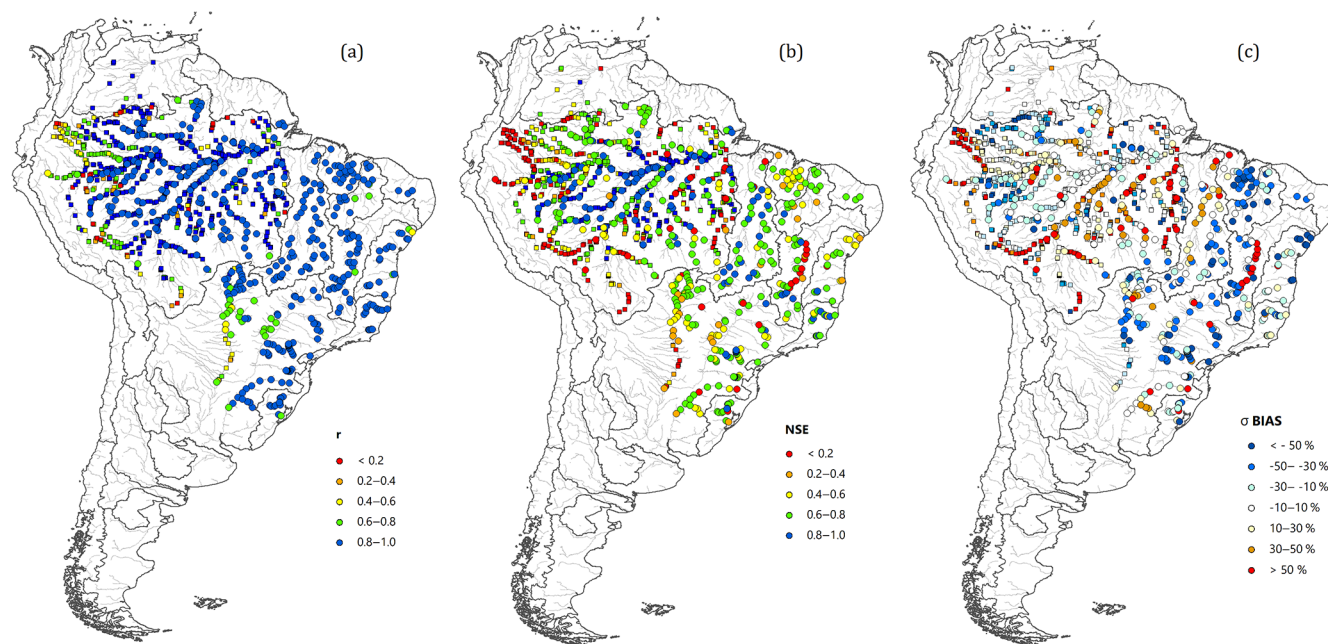 (a)
r
< 0.2
0.2–0.4
0.4–0.6
0.6–0.8
0.8–1.0
(b)
NSE
< 0.2
0.2–0.4
0.4–0.6
0.6–0.8
0.8–1.0
(c)
σ BIAS
< - 50 %
-50– -30 %
-30– -10 %
-10–10 %
10–30 %
30–50 %
> 50 %